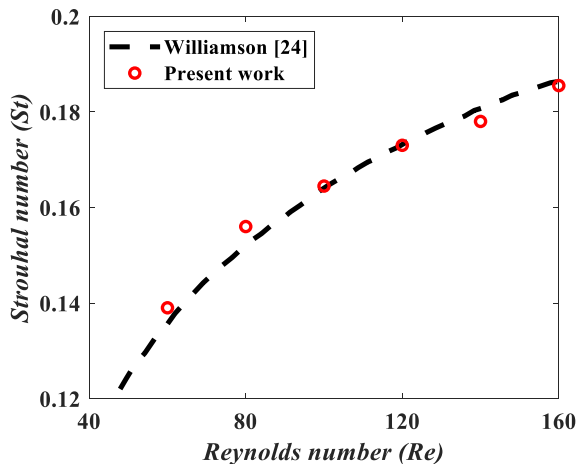 0.2
Williamson [24]
Present work
0.18
0.16
0.14
0.12
Strouhal number (St)
40
80
120
160
Reynolds number (Re)